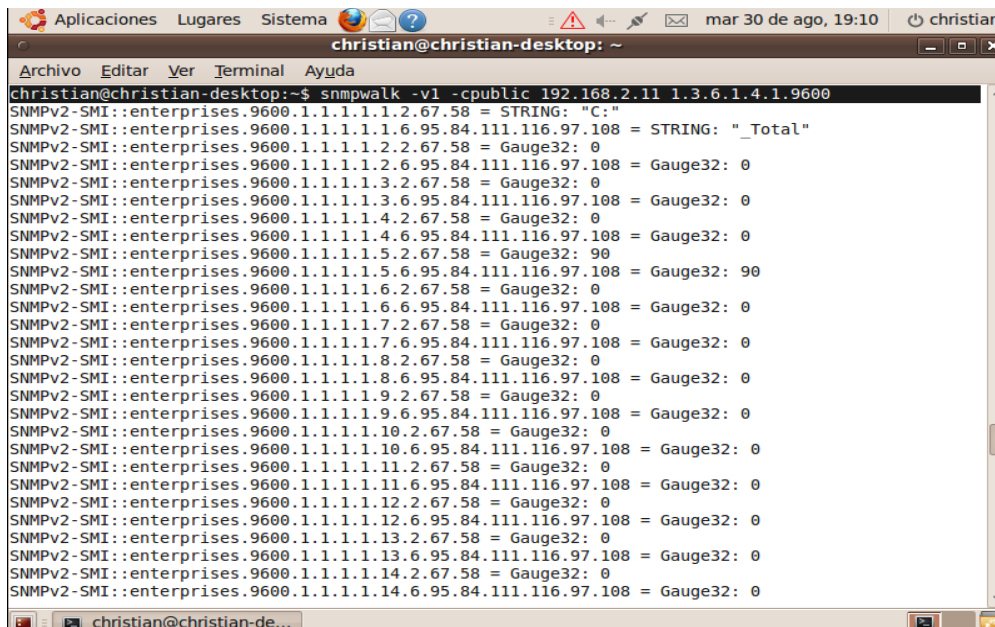 Aplicaciones Lugares Sistema ? mar 30 de ago, 19:10 christian
christian@christian-desktop: ~
Archivo Editar Ver Terminal Ayuda
christian@christian-desktop:~$ snmpwalk -v1 -cpublic 192.168.2.11 1.3.6.1.4.1.9600
SNMPv2-SMI::enterprises.9600.1.1.1.1.1.2.67.58 = STRING: "C:"
SNMPv2-SMI::enterprises.9600.1.1.1.1.1.6.95.84.111.116.97.108 = STRING: "_Total"
SNMPv2-SMI::enterprises.9600.1.1.1.1.2.2.67.58 = Gauge32: 0
SNMPv2-SMI::enterprises.9600.1.1.1.1.2.6.95.84.111.116.97.108 = Gauge32: 0
SNMPv2-SMI::enterprises.9600.1.1.1.1.3.2.67.58 = Gauge32: 0
SNMPv2-SMI::enterprises.9600.1.1.1.1.3.6.95.84.111.116.97.108 = Gauge32: 0
SNMPv2-SMI::enterprises.9600.1.1.1.1.4.2.67.58 = Gauge32: 0
SNMPv2-SMI::enterprises.9600.1.1.1.1.4.6.95.84.111.116.97.108 = Gauge32: 0
SNMPv2-SMI::enterprises.9600.1.1.1.1.5.2.67.58 = Gauge32: 90
SNMPv2-SMI::enterprises.9600.1.1.1.1.5.6.95.84.111.116.97.108 = Gauge32: 90
SNMPv2-SMI::enterprises.9600.1.1.1.1.6.2.67.58 = Gauge32: 0
SNMPv2-SMI::enterprises.9600.1.1.1.1.6.6.95.84.111.116.97.108 = Gauge32: 0
SNMPv2-SMI::enterprises.9600.1.1.1.1.7.2.67.58 = Gauge32: 0
SNMPv2-SMI::enterprises.9600.1.1.1.1.7.6.95.84.111.116.97.108 = Gauge32: 0
SNMPv2-SMI::enterprises.9600.1.1.1.1.8.2.67.58 = Gauge32: 0
SNMPv2-SMI::enterprises.9600.1.1.1.1.8.6.95.84.111.116.97.108 = Gauge32: 0
SNMPv2-SMI::enterprises.9600.1.1.1.1.9.2.67.58 = Gauge32: 0
SNMPv2-SMI::enterprises.9600.1.1.1.1.9.6.95.84.111.116.97.108 = Gauge32: 0
SNMPv2-SMI::enterprises.9600.1.1.1.1.10.2.67.58 = Gauge32: 0
SNMPv2-SMI::enterprises.9600.1.1.1.1.10.6.95.84.111.116.97.108 = Gauge32: 0
SNMPv2-SMI::enterprises.9600.1.1.1.1.11.2.67.58 = Gauge32: 0
SNMPv2-SMI::enterprises.9600.1.1.1.1.11.6.95.84.111.116.97.108 = Gauge32: 0
SNMPv2-SMI::enterprises.9600.1.1.1.1.12.2.67.58 = Gauge32: 0
SNMPv2-SMI::enterprises.9600.1.1.1.1.12.6.95.84.111.116.97.108 = Gauge32: 0
SNMPv2-SMI::enterprises.9600.1.1.1.1.13.2.67.58 = Gauge32: 0
SNMPv2-SMI::enterprises.9600.1.1.1.1.13.6.95.84.111.116.97.108 = Gauge32: 0
SNMPv2-SMI::enterprises.9600.1.1.1.1.14.2.67.58 = Gauge32: 0
SNMPv2-SMI::enterprises.9600.1.1.1.1.14.6.95.84.111.116.97.108 = Gauge32: 0
christian@christian-de...